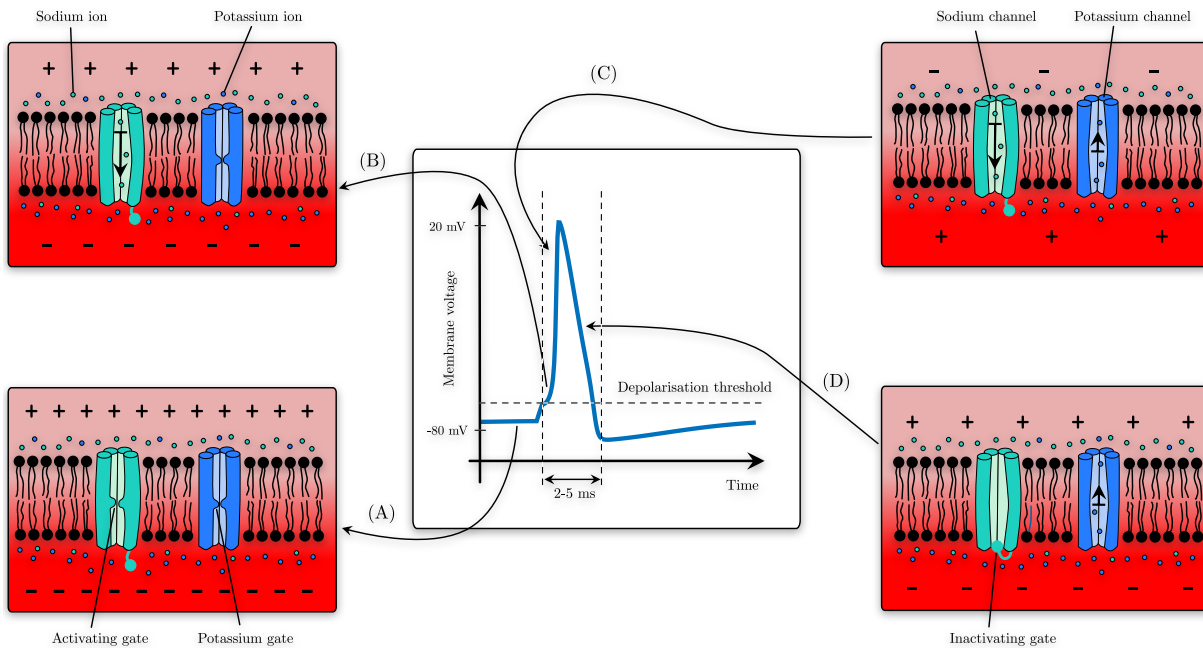 Sodium ion
Potassium ion
Sodium channel
Potassium channel
(C)
(B)
20 mV
Membrane voltage
Depolarisation threshold
(D)
-80 mV
Time
2-5 ms
(A)
Activating gate
Potassium gate
Inactivating gate
+ + + + + + +
- - - - - - -
- - -
+ + +
+ + + + + + + + + + +
- - - - - - - - - - -
+ + + + + +
- - - - - -